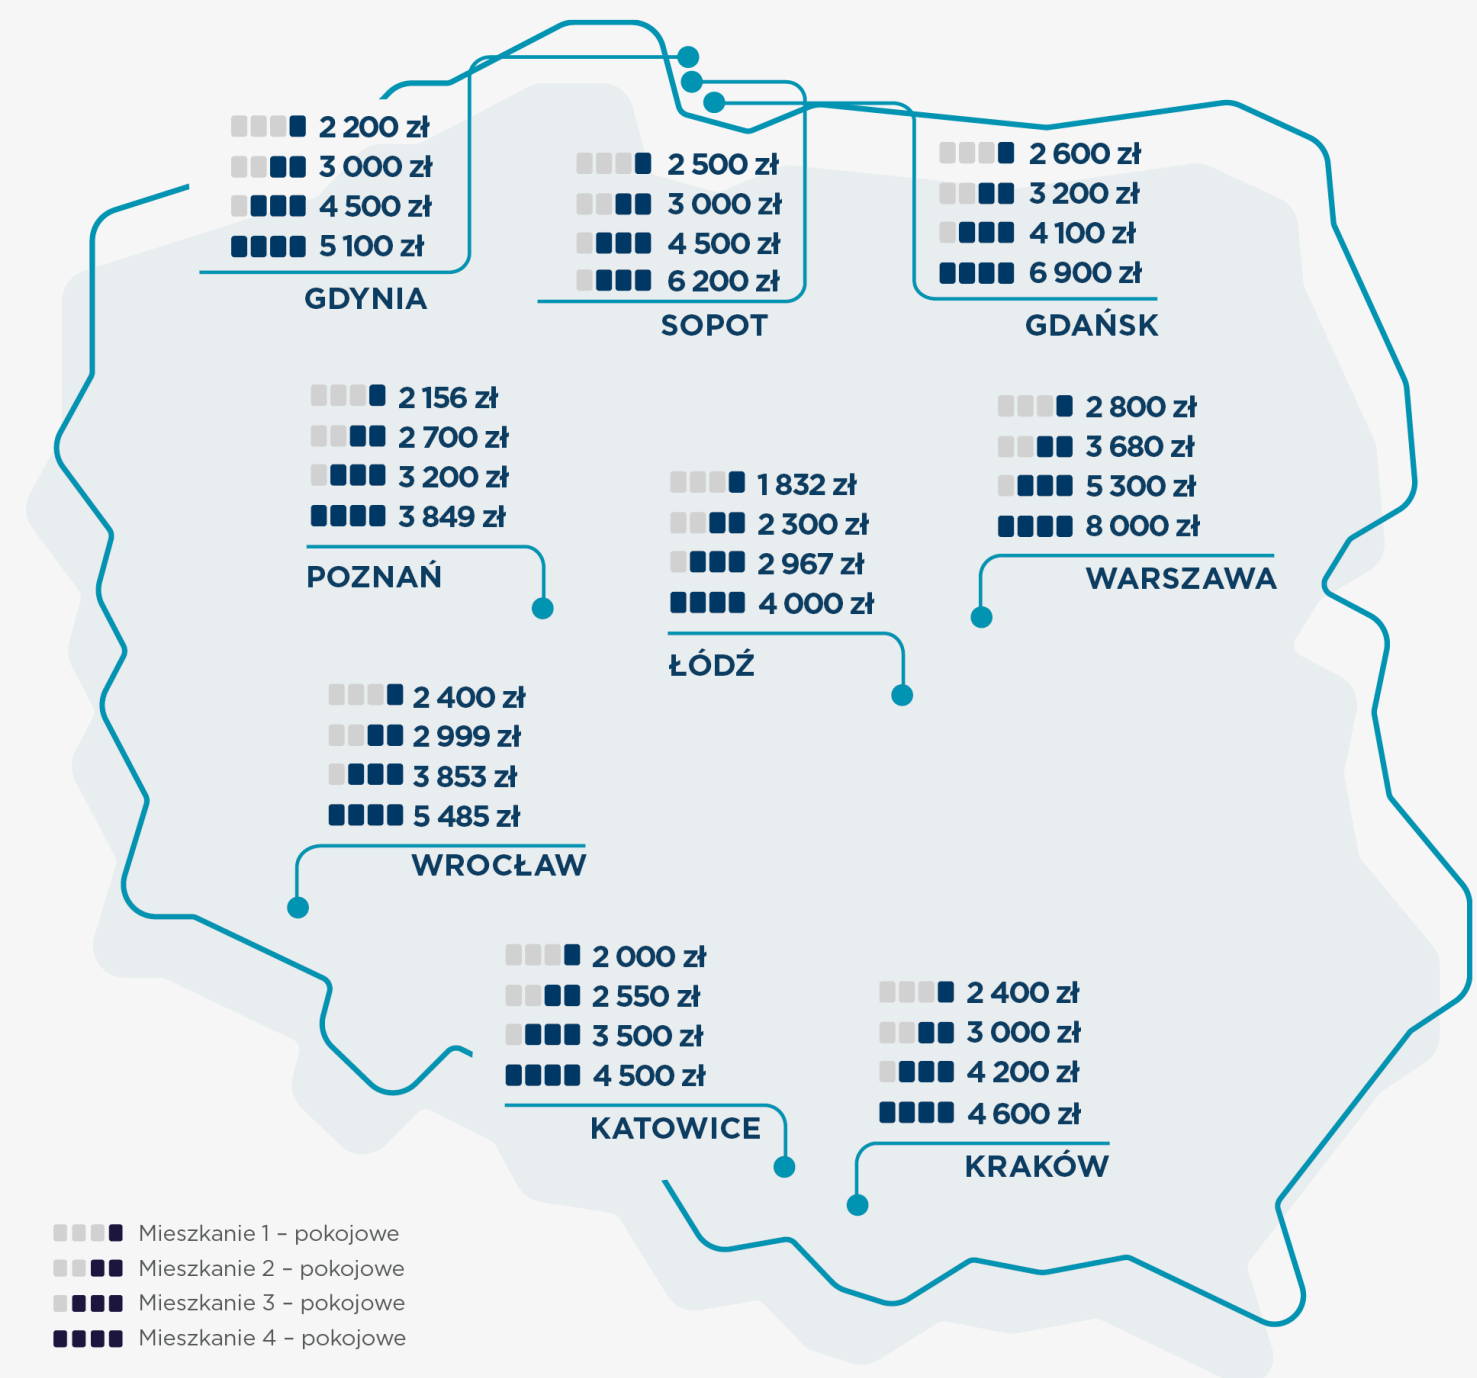 2 200 zł
3 000 zł
4 500 zł
5 100 zł
GDYNIA
2 500 zł
3 000 zł
4 500 zł
6 200 zł
SOPOT
2 600 zł
3 200 zł
4 100 zł
6 900 zł
GDAŃSK
2 156 zł
2 700 zł
3 200 zł
3 849 zł
POZNAŃ
1 832 zł
2 300 zł
2 967 zł
4 000 zł
ŁÓDŹ
2 800 zł
3 680 zł
5 300 zł
8 000 zł
WARSZAWA
2 400 zł
2 999 zł
3 853 zł
5 485 zł
WROCŁAW
2 000 zł
2 550 zł
3 500 zł
4 500 zł
KATOWICE
2 400 zł
3 000 zł
4 200 zł
4 600 zł
KRAKÓW
Mieszkanie 1 – pokojowe
Mieszkanie 2 – pokojowe
Mieszkanie 3 – pokojowe
Mieszkanie 4 – pokojowe